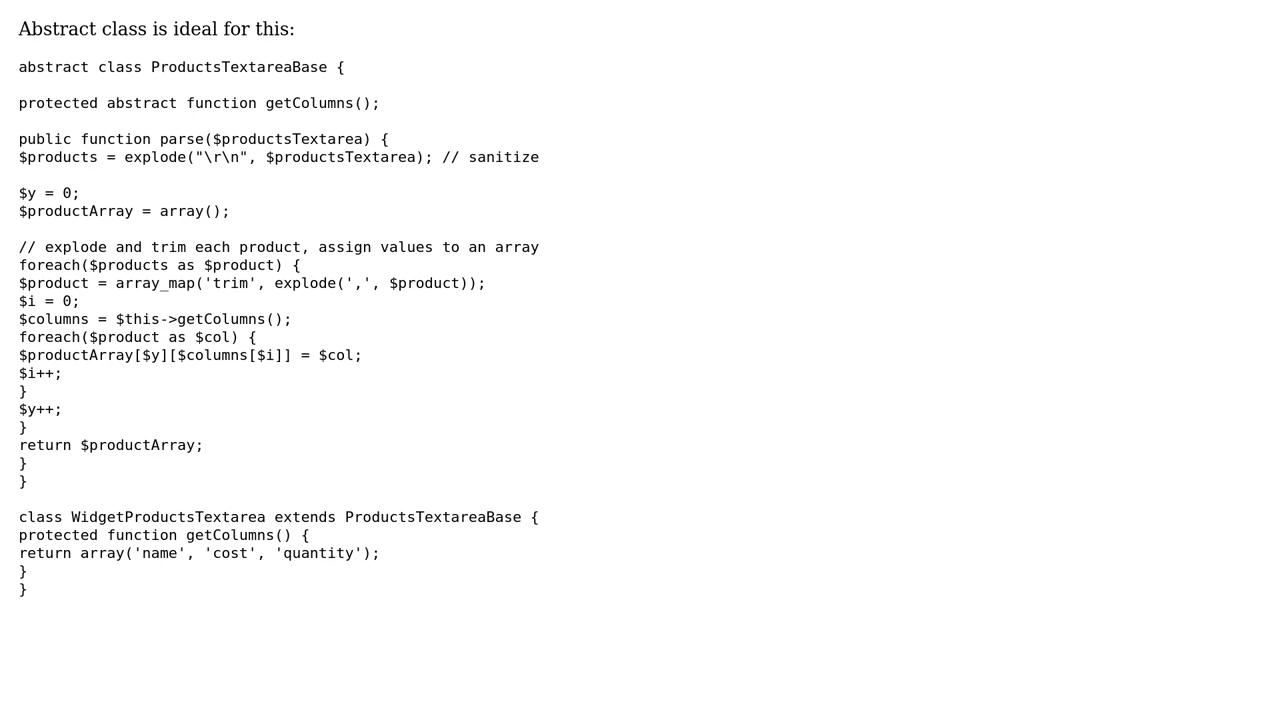 Abstract class is ideal for this:
abstract class ProductsTextareaBase {
protected abstract function getColumns();
public function parse($productsTextarea) {
$products = explode("\r\n", $productsTextarea); // sanitize
$y = 0;
$productArray = array();
// explode and trim each product, assign values to an array
foreach($products as $product) {
$product = array_map('trim', explode(',', $product));
$i = 0;
$columns = $this->getColumns();
foreach($product as $col) {
$productArray[$y][$columns[$i]] = $col;
$i++;
}
$y++;
}
return $productArray;
}
}
class WidgetProductsTextarea extends ProductsTextareaBase {
protected function getColumns() {
return array('name', 'cost', 'quantity');
}
}